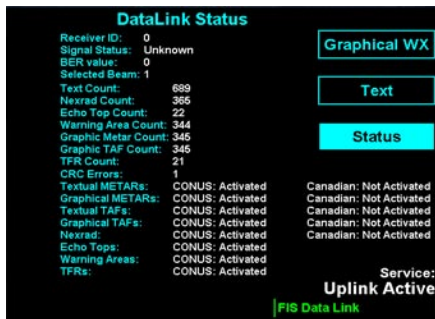 DataLink Status
Receiver ID: 0
Signal Status: Unknown
BER value: 0
Selected Beam: 1
Text Count: 689
Nexrad Count: 365
Echo Top Count: 22
Warning Area Count: 344
Graphic Metar Count: 345
Graphic TAF Count: 345
TFR Count: 21
CRC Errors: 1
Textual METARs: CONUS: Activated Canadian: Not Activated
Graphical METARs: CONUS: Activated Canadian: Not Activated
Textual TAFs: CONUS: Activated Canadian: Not Activated
Graphical TAFs: CONUS: Activated Canadian: Not Activated
Nexrad: CONUS: Activated Canadian: Not Activated
Echo Tops: CONUS: Activated
Warning Areas: CONUS: Activated
TFRs: CONUS: Activated
Graphical WX
Text
Status
Service:
Uplink Active
FIS Data Link